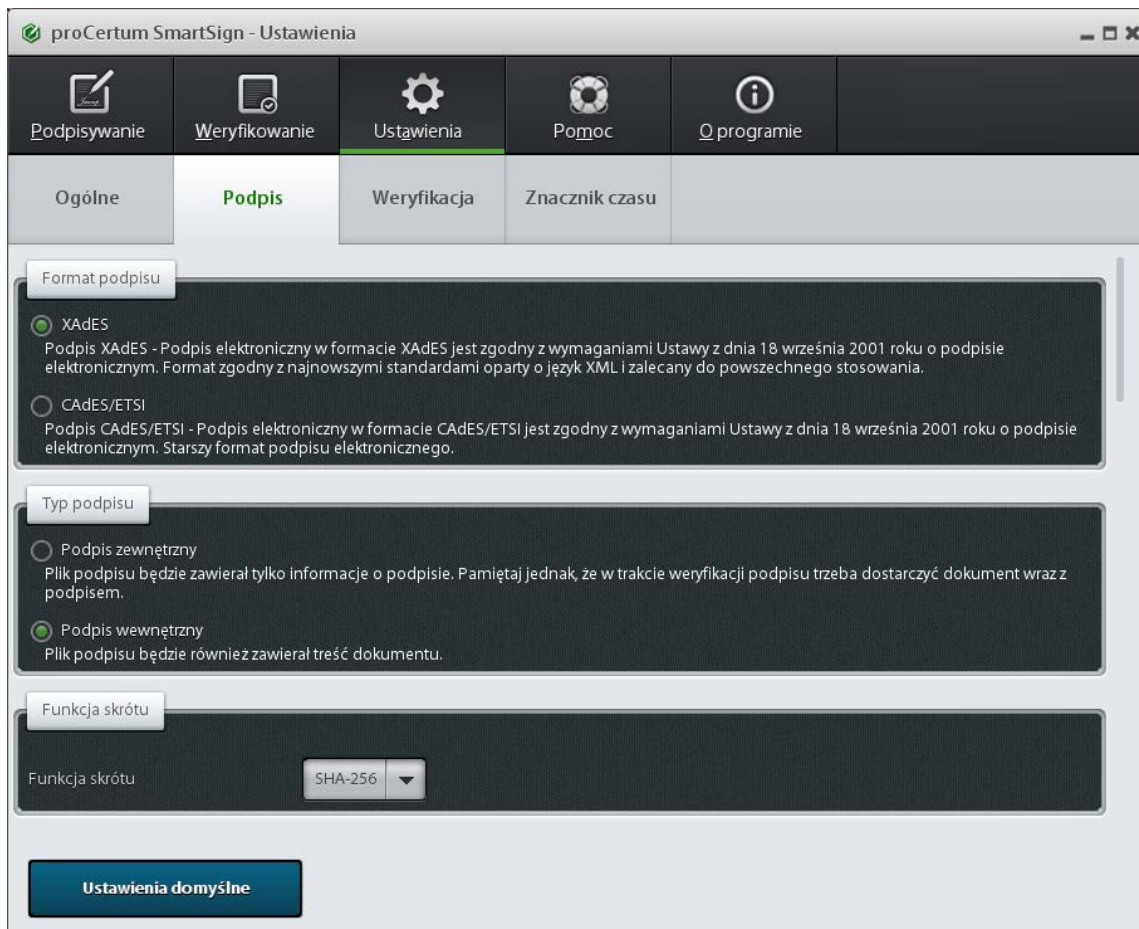 proCertum SmartSign - Ustawienia
Podpisywanie
Weryfikowanie
Ustawienia
Pomoc
O programie
Ogólne
Podpis
Weryfikacja
Znacznik czasu
Format podpisu
XAdES
Podpis XAdES - Podpis elektroniczny w formacie XAdES jest zgodny z wymaganiami Ustawy z dnia 18 września 2001 roku o podpisie
elektronicznym. Format zgodny z najnowszymi standardami oparty o język XML i zalecany do powszechnego stosowania.
CAdES/ETSI
Podpis CAdES/ETSI - Podpis elektroniczny w formacie CAdES/ETSI jest zgodny z wymaganiami Ustawy z dnia 18 września 2001 roku o podpisie
elektronicznym. Starszy format podpisu elektronicznego.
Typ podpisu
Podpis zewnętrzny
Plik podpisu będzie zawierał tylko informacje o podpisie. Pamiętaj jednak, że w trakcie weryfikacji podpisu trzeba dostarczyć dokument wraz z
podpisem.
Podpis wewnętrzny
Plik podpisu będzie również zawierał treść dokumentu.
Funkcja skrótu
Funkcja skrótu
SHA-256
Ustawienia domyślne